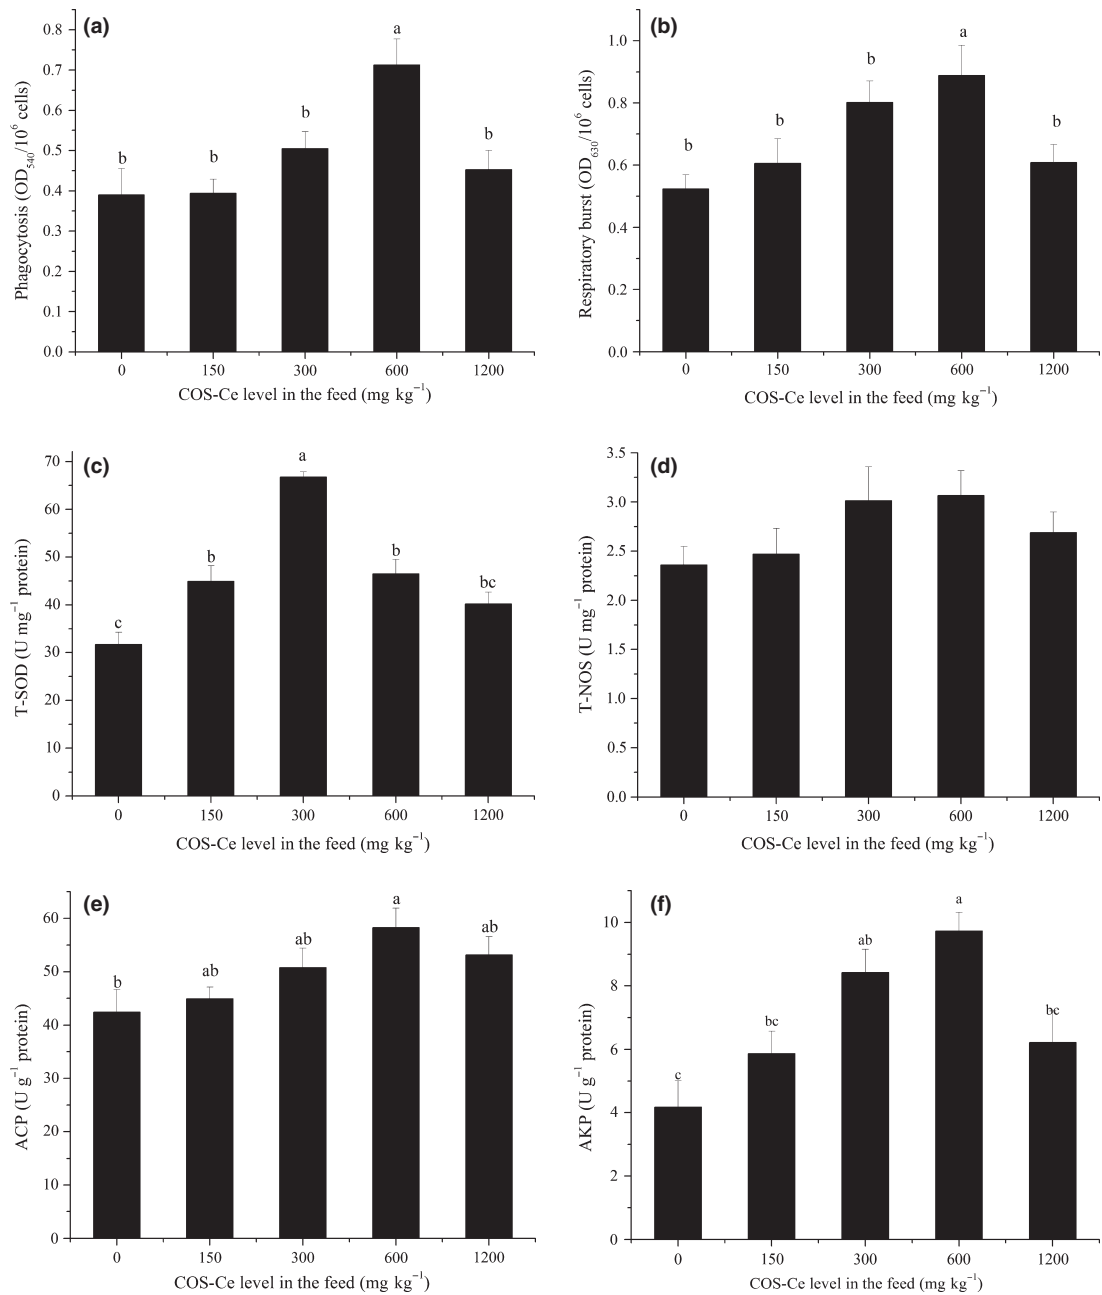 (a)
Phagocytosis (OD₅₄₀/10⁶ cells)
0.8
0.7
0.6
0.5
0.4
0.3
0.2
0.1
0.0
b
b
b
a
b
0 150 300 600 1200
COS-Ce level in the feed (mg kg⁻¹)
(b)
Respiratory burst (OD₆₃₀/10⁶ cells)
1.0
0.8
0.6
0.4
0.2
0.0
b
b
b
a
b
0 150 300 600 1200
COS-Ce level in the feed (mg kg⁻¹)
(c)
T-SOD (U mg⁻¹ protein)
70
60
50
40
30
20
10
0
c
b
a
b
bc
0 150 300 600 1200
COS-Ce level in the feed (mg kg⁻¹)
(d)
T-NOS (U mg⁻¹ protein)
3.5
3.0
2.5
2.0
1.5
1.0
0.5
0.0
0 150 300 600 1200
COS-Ce level in the feed (mg kg⁻¹)
(e)
ACP (U g⁻¹ protein)
60
50
40
30
20
10
0
b
ab
ab
a
ab
0 150 300 600 1200
COS-Ce level in the feed (mg kg⁻¹)
(f)
AKP (U g⁻¹ protein)
10
8
6
4
2
0
c
bc
ab
a
bc
0 150 300 600 1200
COS-Ce level in the feed (mg kg⁻¹)